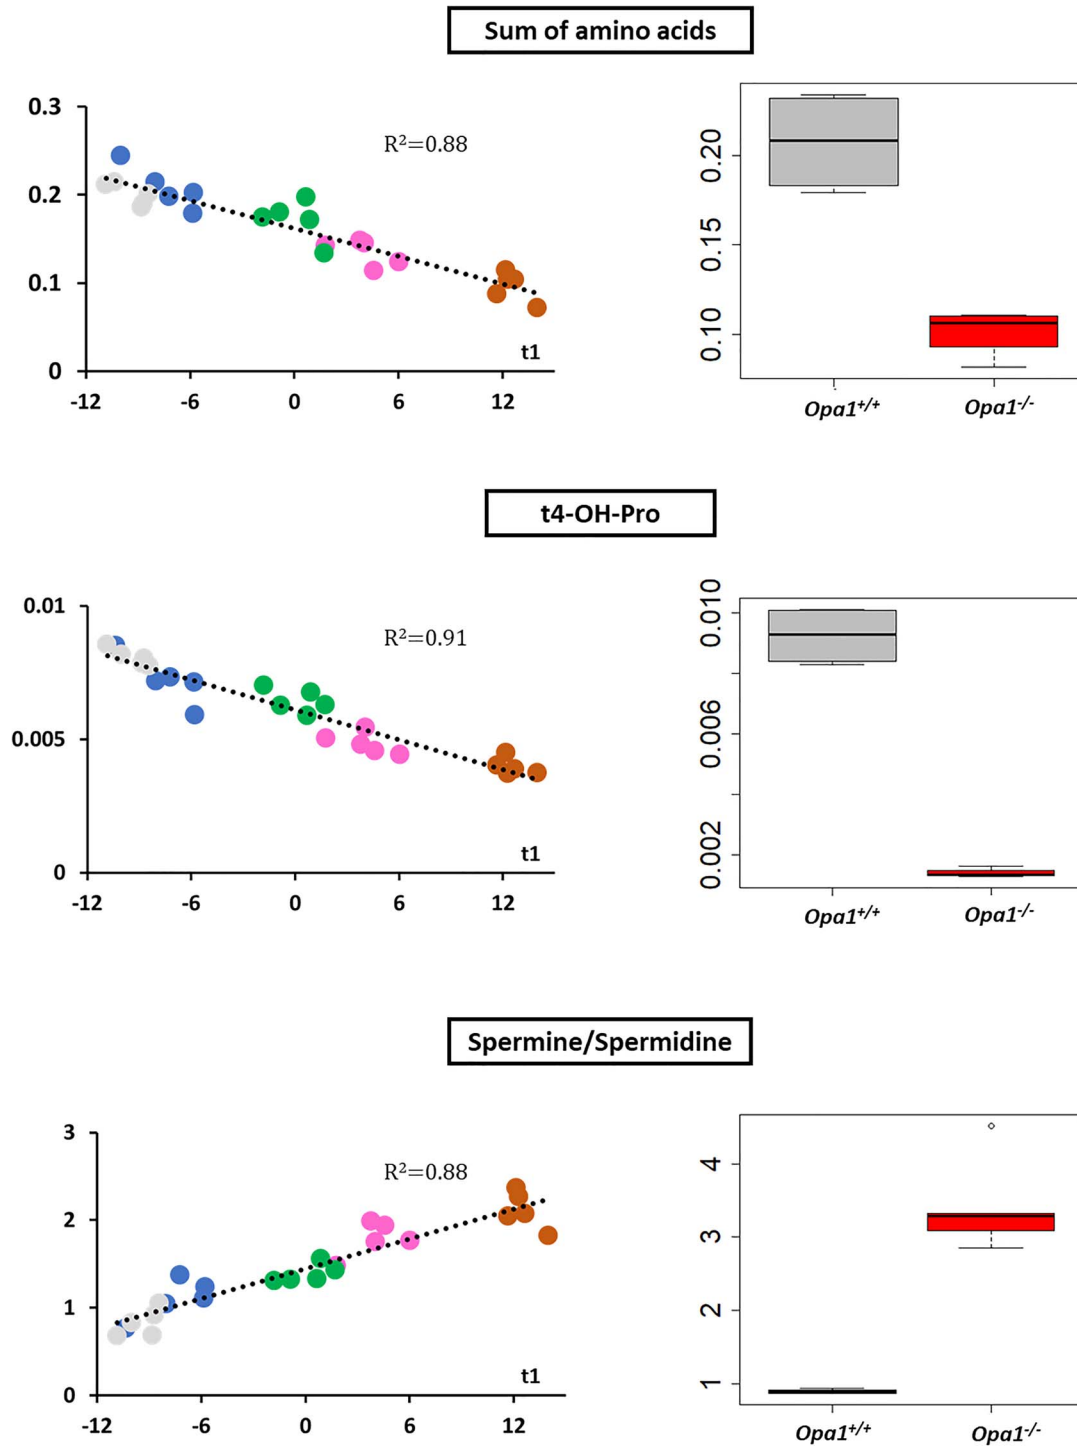 Sum of amino acids
0.3
0.2
0.1
0
R²=0.88
t1
-12 -6 0 6 12
0.20
0.15
0.10
Opa1+/+ Opa1-/-
t4-OH-Pro
0.01
0.005
0
R²=0.91
t1
-12 -6 0 6 12
0.010
0.006
0.002
Opa1+/+ Opa1-/-
Spermine/Spermidine
3
2
1
0
R²=0.88
t1
-12 -6 0 6 12
4
3
2
1
Opa1+/+ Opa1-/-